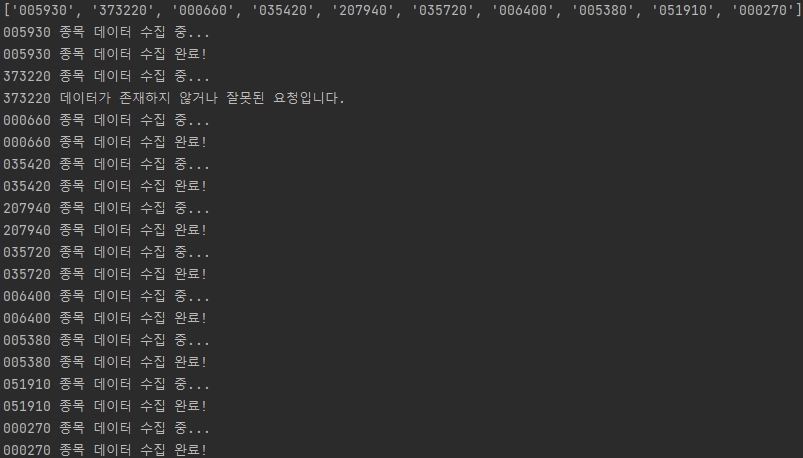 ['005930', '373220', '000660', '035420', '207940', '035720', '006400', '005380', '051910', '000270']
005930 종목 데이터 수집 중...
005930 종목 데이터 수집 완료!
373220 종목 데이터 수집 중...
373220 데이터가 존재하지 않거나 잘못된 요청입니다.
000660 종목 데이터 수집 중...
000660 종목 데이터 수집 완료!
035420 종목 데이터 수집 중...
035420 종목 데이터 수집 완료!
207940 종목 데이터 수집 중...
207940 종목 데이터 수집 완료!
035720 종목 데이터 수집 중...
035720 종목 데이터 수집 완료!
006400 종목 데이터 수집 중...
006400 종목 데이터 수집 완료!
005380 종목 데이터 수집 중...
005380 종목 데이터 수집 완료!
051910 종목 데이터 수집 중...
051910 종목 데이터 수집 완료!
000270 종목 데이터 수집 중...
000270 종목 데이터 수집 완료!